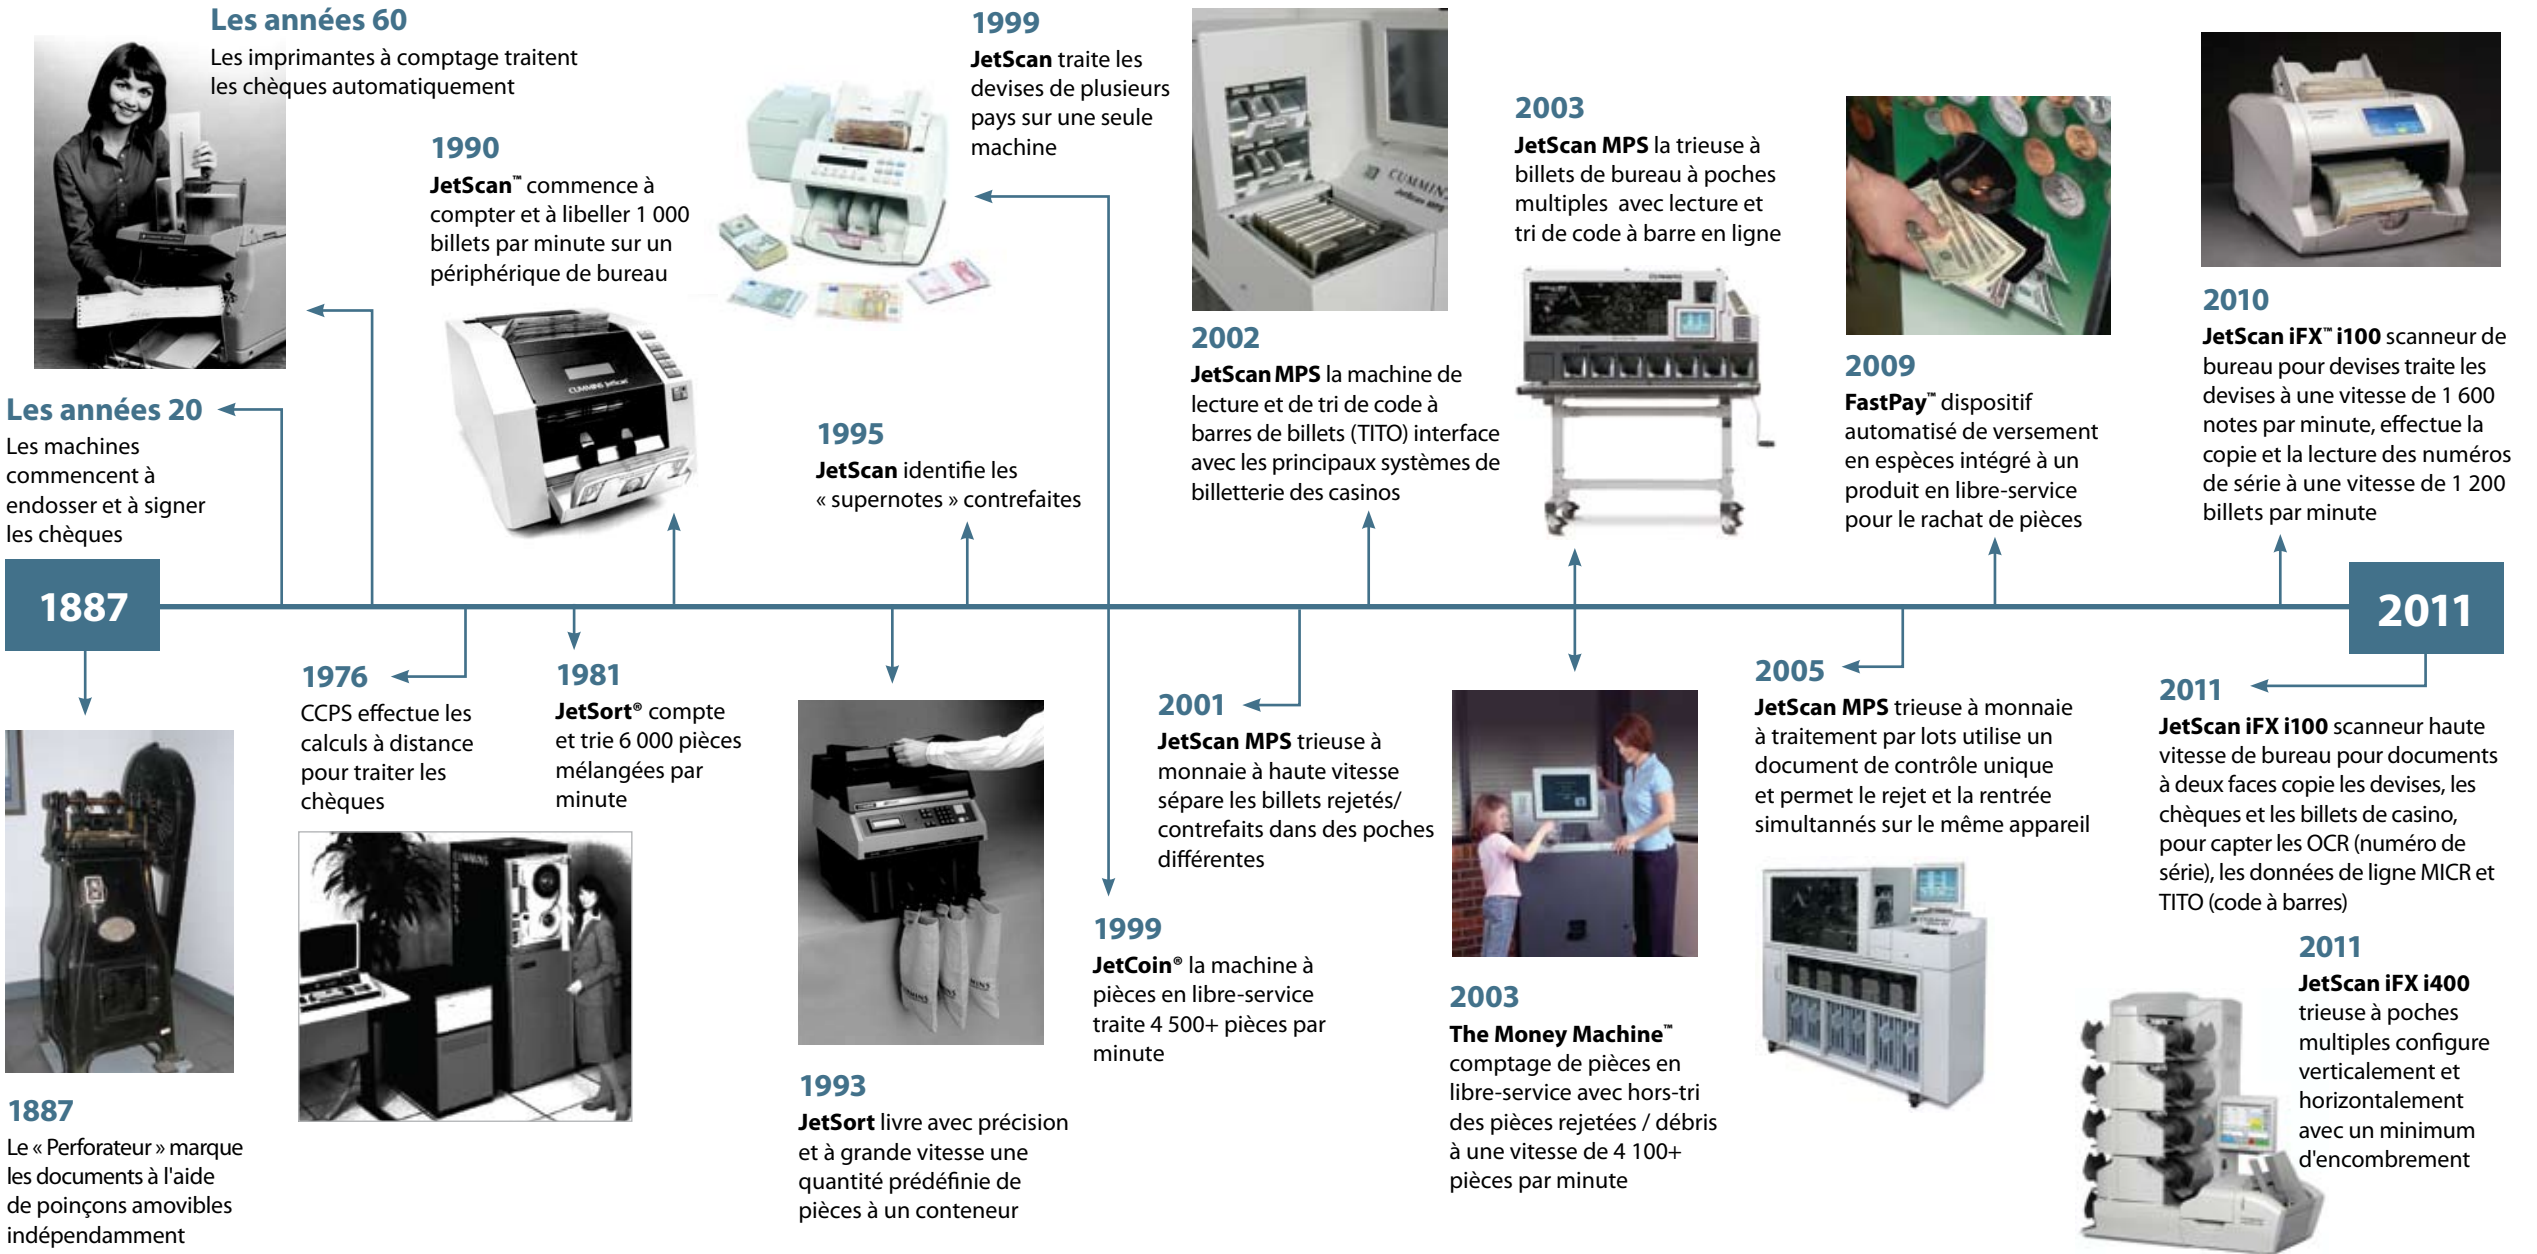 Les années 60
Les imprimantes à comptage traitent
les chèques automatiquement
1990
JetScan™ commence à
compter et à libeller 1 000
billets par minute sur un
périphérique de bureau
1999
JetScan traite les
devises de plusieurs
pays sur une seule
machine
2002
JetScan MPS la machine de
lecture et de tri de code à
barres de billets (TITO) interface
avec les principaux systèmes de
billetterie des casinos
2003
JetScan MPS la trieuse à
billets de bureau à poches
multiples avec lecture et
tri de code à barre en ligne
2009
FastPay™ dispositif
automatisé de versement
en espèces intégré à un
produit en libre-service
pour le rachat de pièces
2010
JetScan iFX™ i100 scanneur de
bureau pour devises traite les
devises à une vitesse de 1 600
notes par minute, effectue la
copie et la lecture des numéros
de série à une vitesse de 1 200
billets par minute
Les années 20
Les machines
commencent à
endosser et à signer
les chèques
1995
JetScan identifie les
« supernotes » contrefaites
CUMMINS JetScan
CUMMINS
JetScan MPS
CUMMINS
1887
2011
1976
CCPS effectue les
calculs à distance
pour traiter les
chèques
1981
JetSort® compte
et trie 6 000 pièces
mélangées par
minute
2001
JetScan MPS trieuse à
monnaie à haute vitesse
sépare les billets rejetés/
contrefaits dans des poches
différentes
2005
JetScan MPS trieuse à monnaie
à traitement par lots utilise un
document de contrôle unique
et permet le rejet et la rentrée
simultannés sur le même appareil
2011
JetScan iFX i100 scanneur haute
vitesse de bureau pour documents
à deux faces copie les devises, les
chèques et les billets de casino,
pour capter les OCR (numéro de
série), les données de ligne MICR et
TITO (code à barres)
1999
JetCoin® la machine à
pièces en libre-service
traite 4 500+ pièces par
minute
2003
The Money Machine™
comptage de pièces en
libre-service avec hors-tri
des pièces rejetées / débris
à une vitesse de 4 100+
pièces par minute
2011
JetScan iFX i400
trieuse à poches
multiples configure
verticalement et
horizontalement
avec un minimum
d'encombrement
1887
Le « Perforateur » marque
les documents à l'aide
de poinçons amovibles
indépendamment
1993
JetSort livre avec précision
et à grande vitesse une
quantité prédéfinie de
pièces à un conteneur